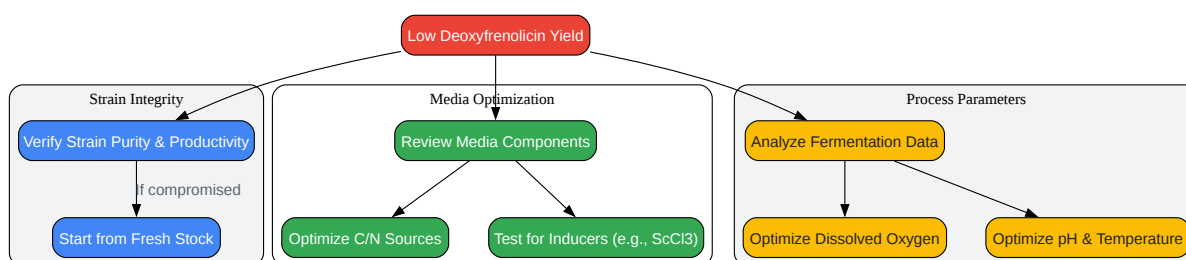 Low Deoxyfrenolicin Yield
Strain Integrity
Media Optimization
Process Parameters
Verify Strain Purity & Productivity
Review Media Components
Analyze Fermentation Data
If compromised
Start from Fresh Stock
Optimize C/N Sources
Test for Inducers (e.g., ScCl3)
Optimize Dissolved Oxygen
Optimize pH & Temperature